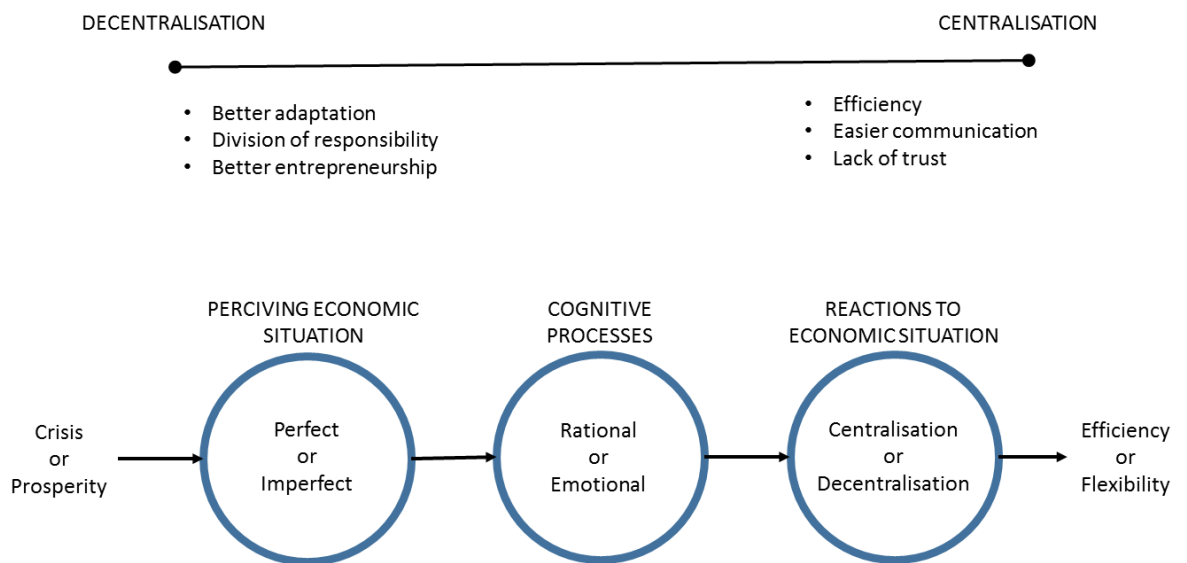 DECENTRALISATION
CENTRALISATION
• Better adaptation
• Division of responsibility
• Better entrepreneurship
• Efficiency
• Easier communication
• Lack of trust
PERCIVING ECONOMIC
SITUATION
COGNITIVE
PROCESSES
REACTIONS TO
ECONOMIC SITUATION
Crisis
or
Prosperity
Perfect
or
Imperfect
Rational
or
Emotional
Centralisation
or
Decentralisation
Efficiency
or
Flexibility